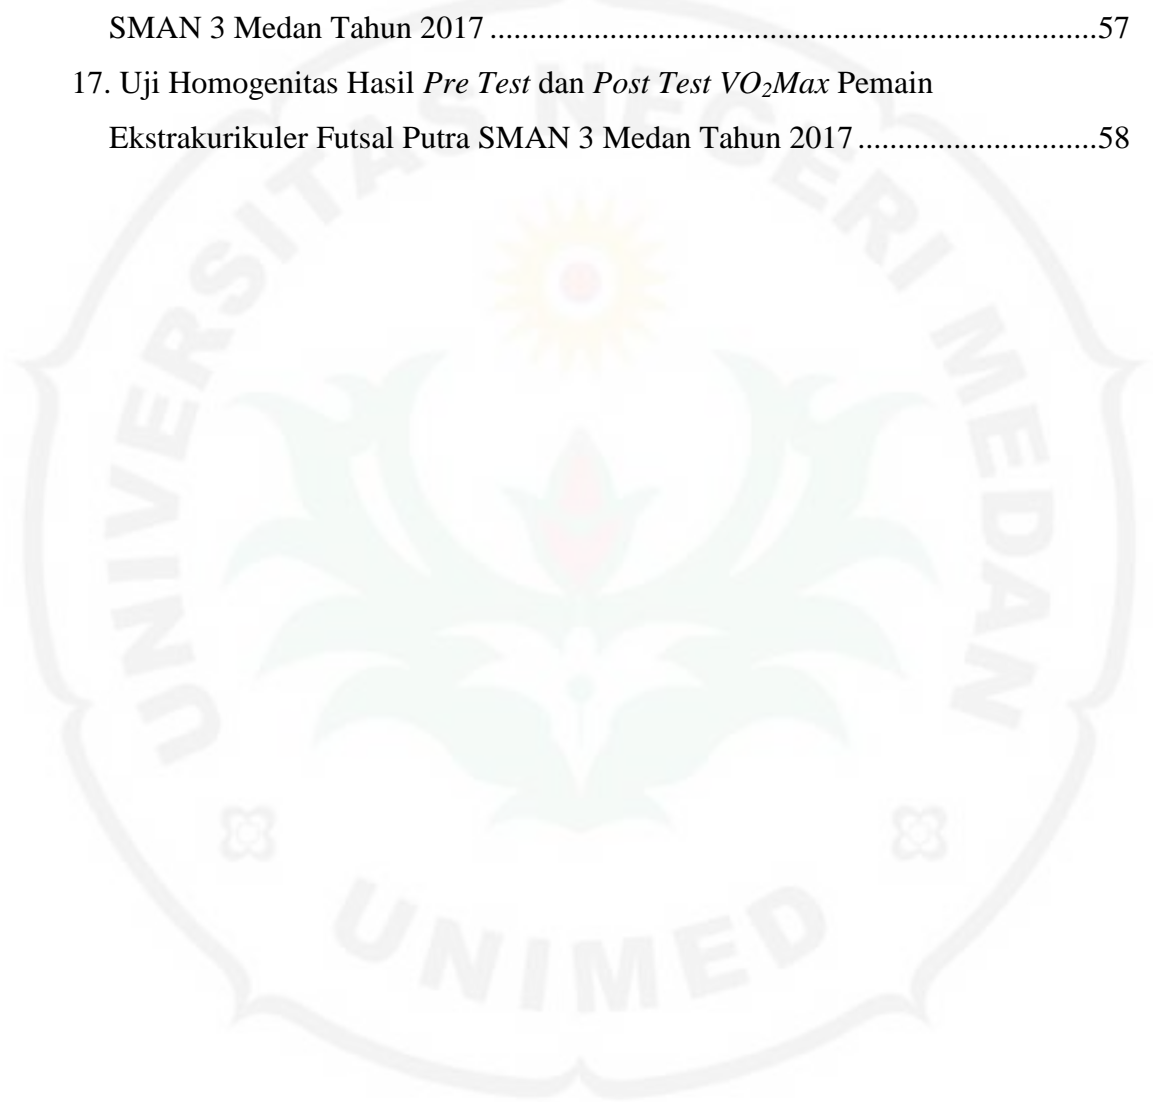 SMAN 3 Medan Tahun 2017 ............................................................................57
17. Uji Homogenitas Hasil Pre Test dan Post Test VO2Max Pemain
Ekstrakurikuler Futsal Putra SMAN 3 Medan Tahun 2017 ..............................58
UNIVERSITAS NEGERI MEDAN
UNIMED